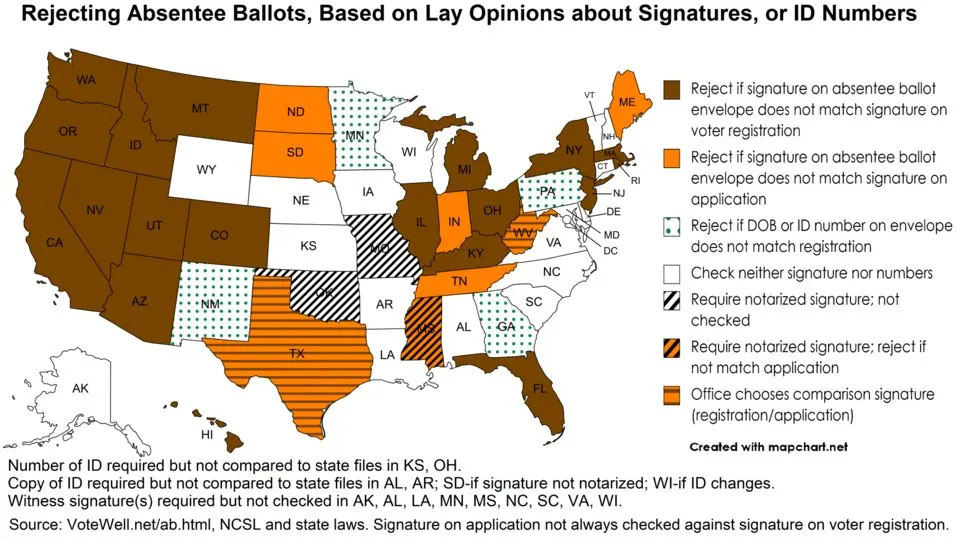 Rejecting Absentee Ballots, Based on Lay Opinions about Signatures, or ID Numbers
WA
OR
ID
MT
WY
NV
UT
CO
CA
AZ
NM
ND
SD
NE
KS
OK
TX
MN
IA
MO
AR
LA
WI
IL
MI
IN
OH
KY
TN
MS
AL
GA
FL
SC
NC
VA
WV
PA
NY
VT
NH
ME
MA
CT
RI
NJ
DE
MD
DC
AK
HI
Reject if signature on absentee ballot
envelope does not match signature on
voter registration
Reject if signature on absentee ballot
envelope does not match signature on
application
Reject if DOB or ID number on envelope
does not match registration
Check neither signature nor numbers
Require notarized signature; not
checked
Require notarized signature; reject if
not match application
Office chooses comparison signature
(registration/application)
Created with mapchart.net
Number of ID required but not compared to state files in KS, OH.
Copy of ID required but not compared to state files in AL, AR; SD-if signature not notarized; WI-if ID changes.
Witness signature(s) required but not checked in AK, AL, LA, MN, MS, NC, SC, VA, WI.
Source: VoteWell.net/ab.html, NCSL and state laws. Signature on application not always checked against signature on voter registration.